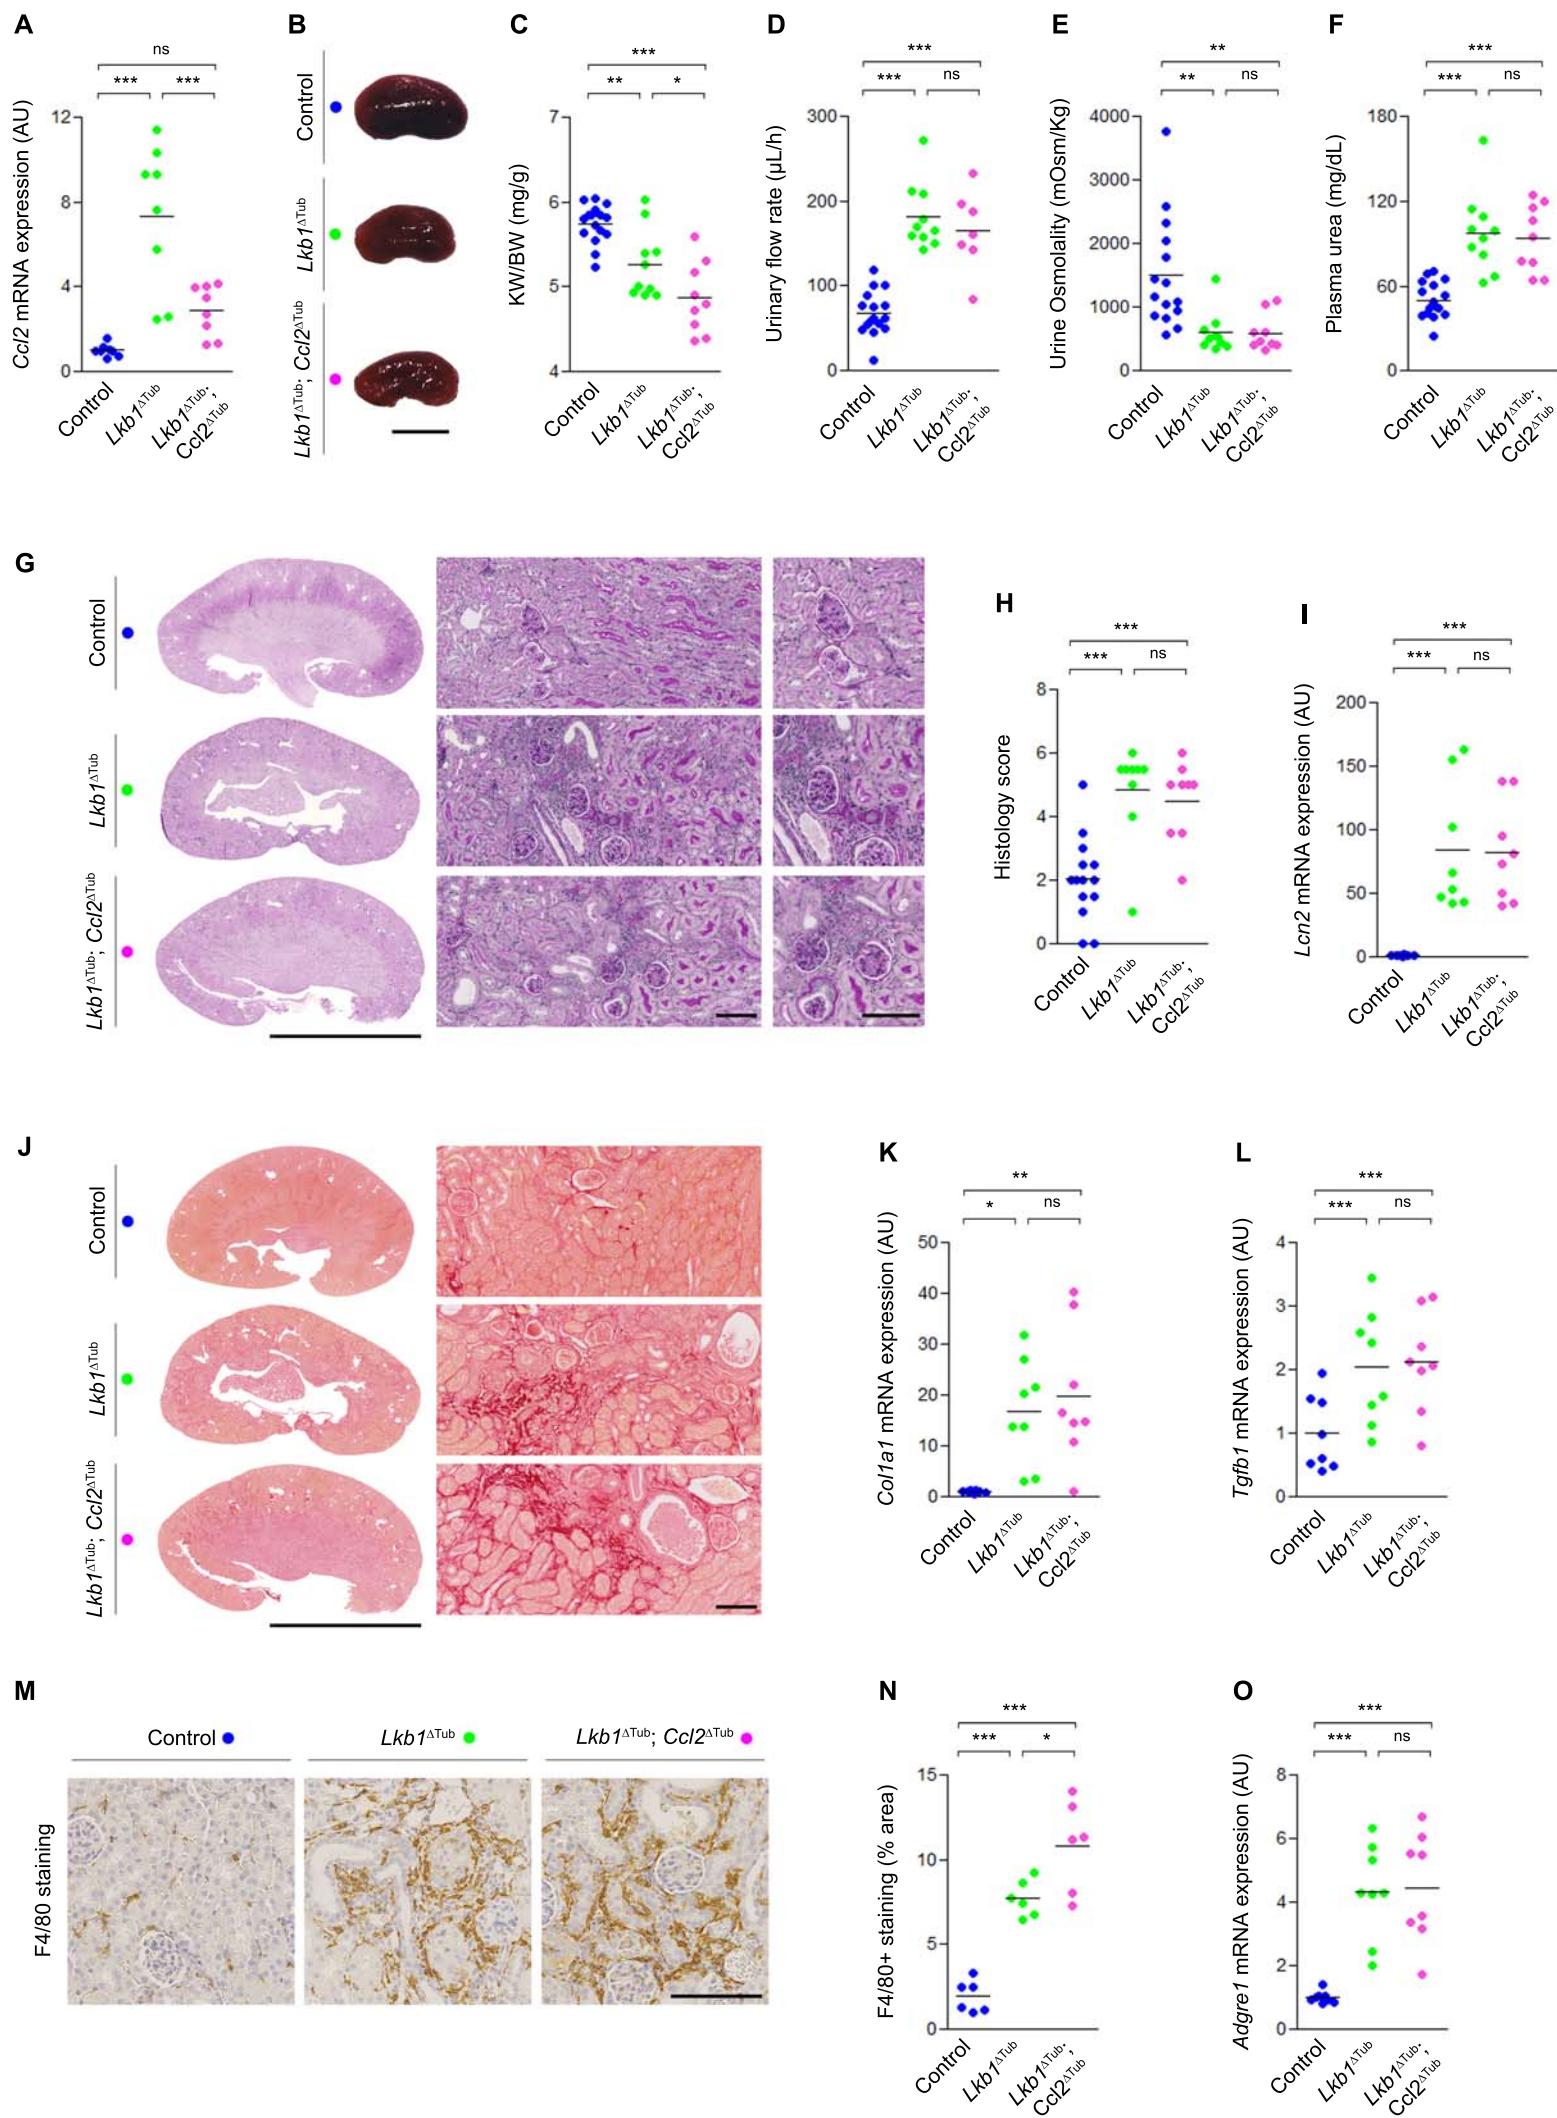 A
ns
***
***
Ccl2 mRNA expression (AU)
12
8
4
0
Control
Lkb1ΔTub
Lkb1ΔTub;
Ccl2ΔTub
B
Control
Lkb1ΔTub
Lkb1ΔTub; Ccl2ΔTub
C
***
**
*
KW/BW (mg/g)
7
6
5
4
Control
Lkb1ΔTub
Lkb1ΔTub;
Ccl2ΔTub
D
***
***
ns
Urinary flow rate (µL/h)
300
200
100
0
Control
Lkb1ΔTub
Lkb1ΔTub;
Ccl2ΔTub
E
**
**
ns
Urine Osmolality (mOsm/Kg)
4000
3000
2000
1000
0
Control
Lkb1ΔTub
Lkb1ΔTub;
Ccl2ΔTub
F
***
***
ns
Plasma urea (mg/dL)
180
120
60
0
Control
Lkb1ΔTub
Lkb1ΔTub;
Ccl2ΔTub
G
Control
Lkb1ΔTub
Lkb1ΔTub; Ccl2ΔTub
H
***
***
ns
Histology score
8
6
4
2
0
Control
Lkb1ΔTub
Lkb1ΔTub;
Ccl2ΔTub
I
***
***
ns
Lcn2 mRNA expression (AU)
200
150
100
50
0
Control
Lkb1ΔTub
Lkb1ΔTub;
Ccl2ΔTub
J
Control
Lkb1ΔTub
Lkb1ΔTub; Ccl2ΔTub
K
**
*
ns
Col1a1 mRNA expression (AU)
50
40
30
20
10
0
Control
Lkb1ΔTub
Lkb1ΔTub;
Ccl2ΔTub
L
***
***
ns
Tgfb1 mRNA expression (AU)
4
3
2
1
0
Control
Lkb1ΔTub
Lkb1ΔTub;
Ccl2ΔTub
M
Control
Lkb1ΔTub
Lkb1ΔTub; Ccl2ΔTub
F4/80 staining
N
***
***
*
F4/80+ staining (% area)
15
10
5
0
Control
Lkb1ΔTub
Lkb1ΔTub;
Ccl2ΔTub
O
***
***
ns
Adgre1 mRNA expression (AU)
8
6
4
2
0
Control
Lkb1ΔTub
Lkb1ΔTub;
Ccl2ΔTub